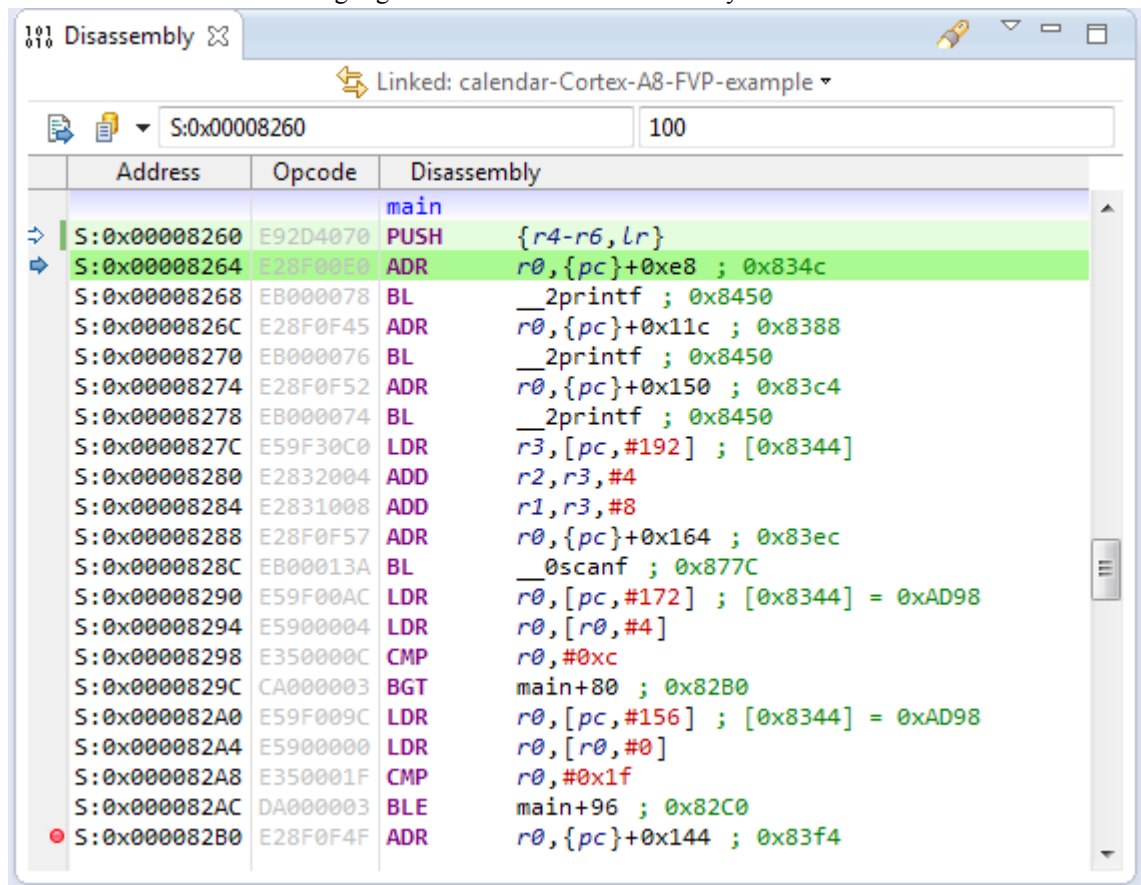 Disassembly
Linked: calendar-Cortex-A8-FVP-example
S:0x00008260 100
Address Opcode Disassembly
main
S:0x00008260 E92D4070 PUSH {r4-r6,lr}
S:0x00008264 E28F00E0 ADR r0,{pc}+0xe8 ; 0x834c
S:0x00008268 EB000078 BL __2printf ; 0x8450
S:0x0000826C E28F0F45 ADR r0,{pc}+0x11c ; 0x8388
S:0x00008270 EB000076 BL __2printf ; 0x8450
S:0x00008274 E28F0F52 ADR r0,{pc}+0x150 ; 0x83c4
S:0x00008278 EB000074 BL __2printf ; 0x8450
S:0x0000827C E59F30C0 LDR r3,[pc,#192] ; [0x8344]
S:0x00008280 E2832004 ADD r2,r3,#4
S:0x00008284 E2831008 ADD r1,r3,#8
S:0x00008288 E28F0F57 ADR r0,{pc}+0x164 ; 0x83ec
S:0x0000828C EB00013A BL __0scanf ; 0x877C
S:0x00008290 E59F00AC LDR r0,[pc,#172] ; [0x8344] = 0xAD98
S:0x00008294 E5900004 LDR r0,[r0,#4]
S:0x00008298 E350000C CMP r0,#0xc
S:0x0000829C CA000003 BGT main+80 ; 0x82B0
S:0x000082A0 E59F009C LDR r0,[pc,#156] ; [0x8344] = 0xAD98
S:0x000082A4 E5900000 LDR r0,[r0,#0]
S:0x000082A8 E350001F CMP r0,#0x1f
S:0x000082AC DA000003 BLE main+96 ; 0x82C0
S:0x000082B0 E28F0F4F ADR r0,{pc}+0x144 ; 0x83f4